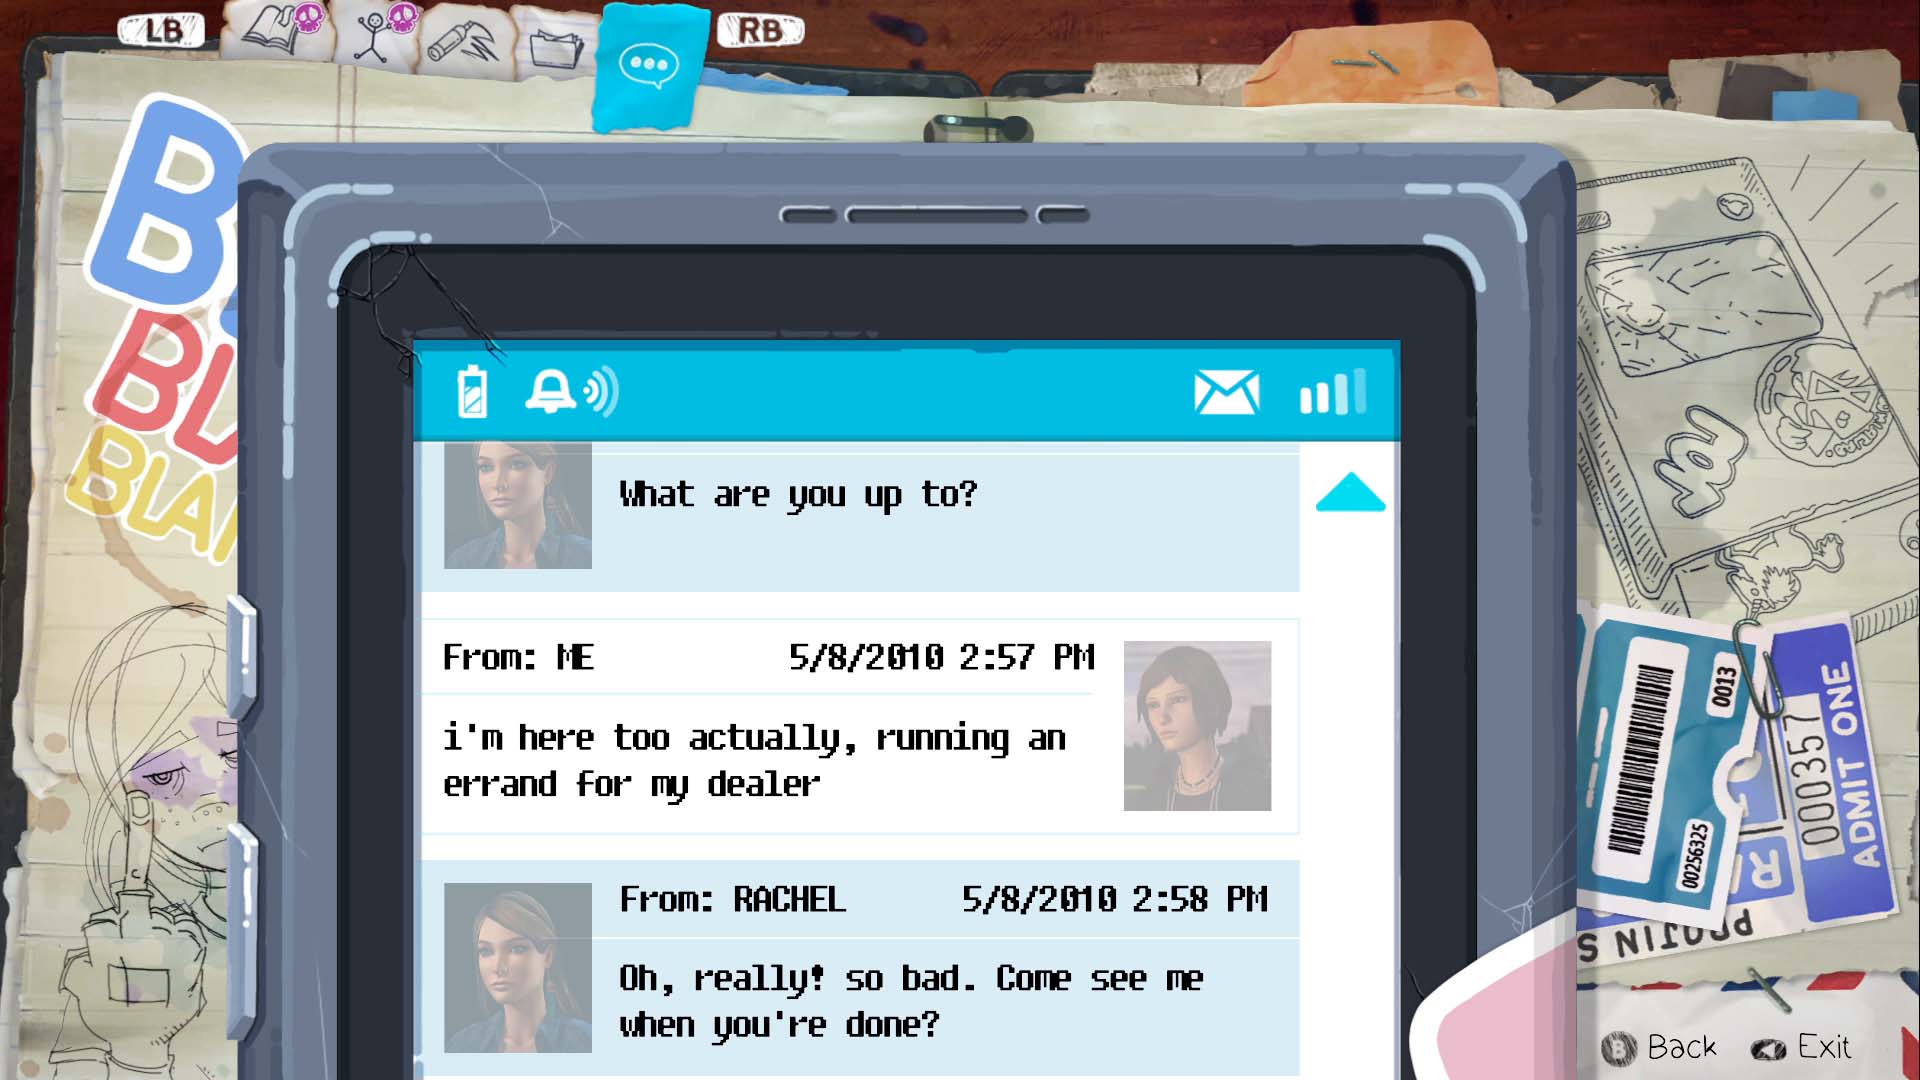 LB
RB
What are you up to?
From: ME 5/8/2010 2:57 PM
i'm here too actually, running an
errand for my dealer
From: RACHEL 5/8/2010 2:58 PM
Oh, really! so bad. Come see me
when you're done?
0013
00256325
000357
ADMIT ONE
B Back
Exit